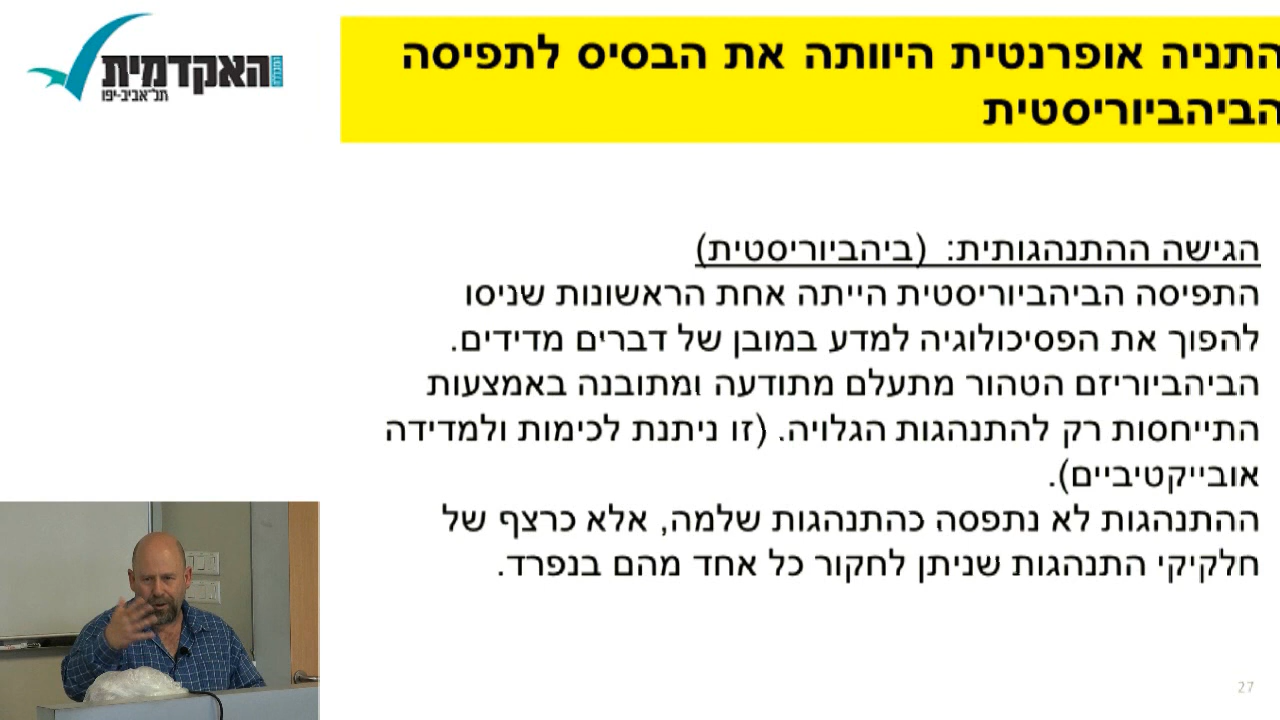 האקדמית
תל־אביב-יפו
התניה אופרנטית היוותה את הבסיס לתפיסה
הביהביוריסטית
הגישה ההתנהגותית: (ביהביוריסטית)
התפיסה הביהביוריסטית הייתה אחת הראשונות שניסו
להפוך את הפסיכולוגיה למדע במובן של דברים מדידים.
הביהביוריזם הטהור מתעלם מתודעה ומתובנה באמצעות
התייחסות רק להתנהגות הגלויה. (זו ניתנת לכימות ולמדידה
אובייקטיביים).
ההתנהגות לא נתפסה כהתנהגות שלמה, אלא כרצף של
חלקיקי התנהגות שניתן לחקור כל אחד מהם בנפרד.
27